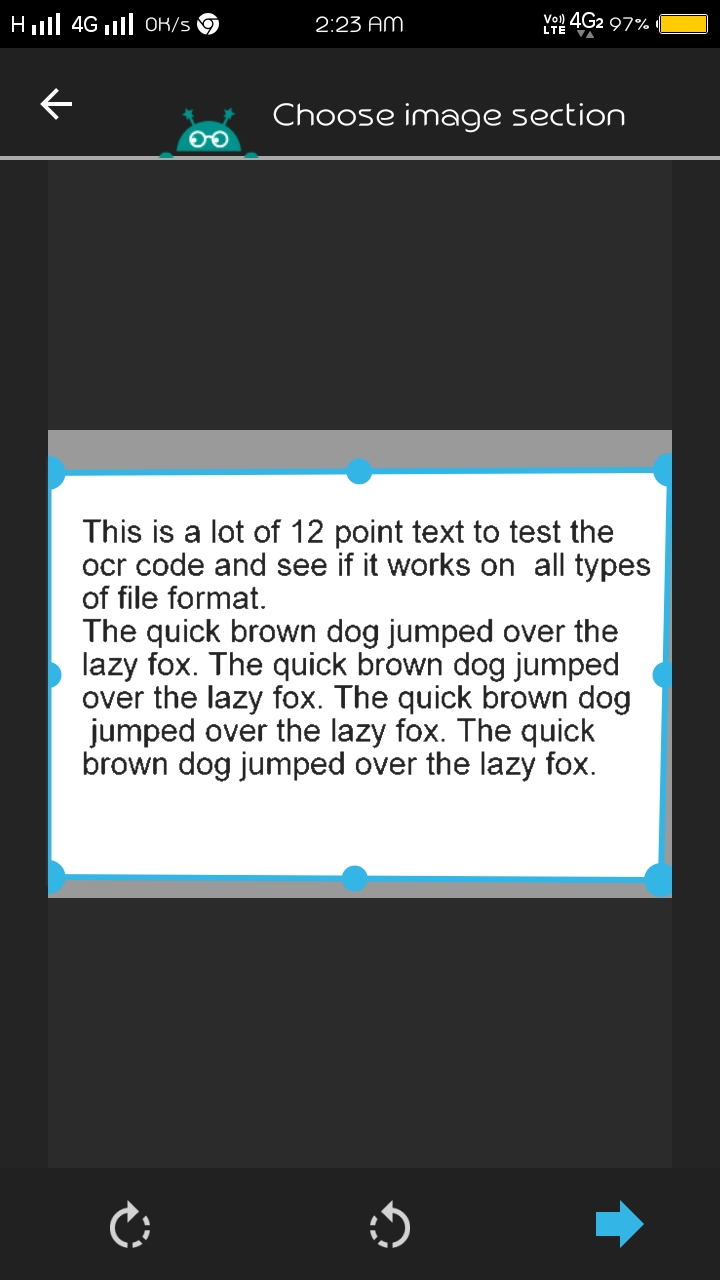 H 4G 0K/s 2:23 AM Vo)) LTE 4G2 97%
Choose image section
This is a lot of 12 point text to test the
ocr code and see if it works on  all types
of file format.
The quick brown dog jumped over the
lazy fox. The quick brown dog jumped
over the lazy fox. The quick brown dog
jumped over the lazy fox. The quick
brown dog jumped over the lazy fox.